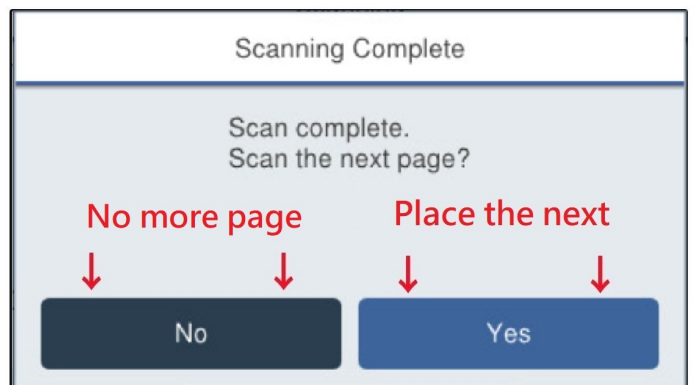 Scanning Complete
Scan complete.
Scan the next page?
No more page
Place the next
↓ ↓ ↓ ↓
No
Yes